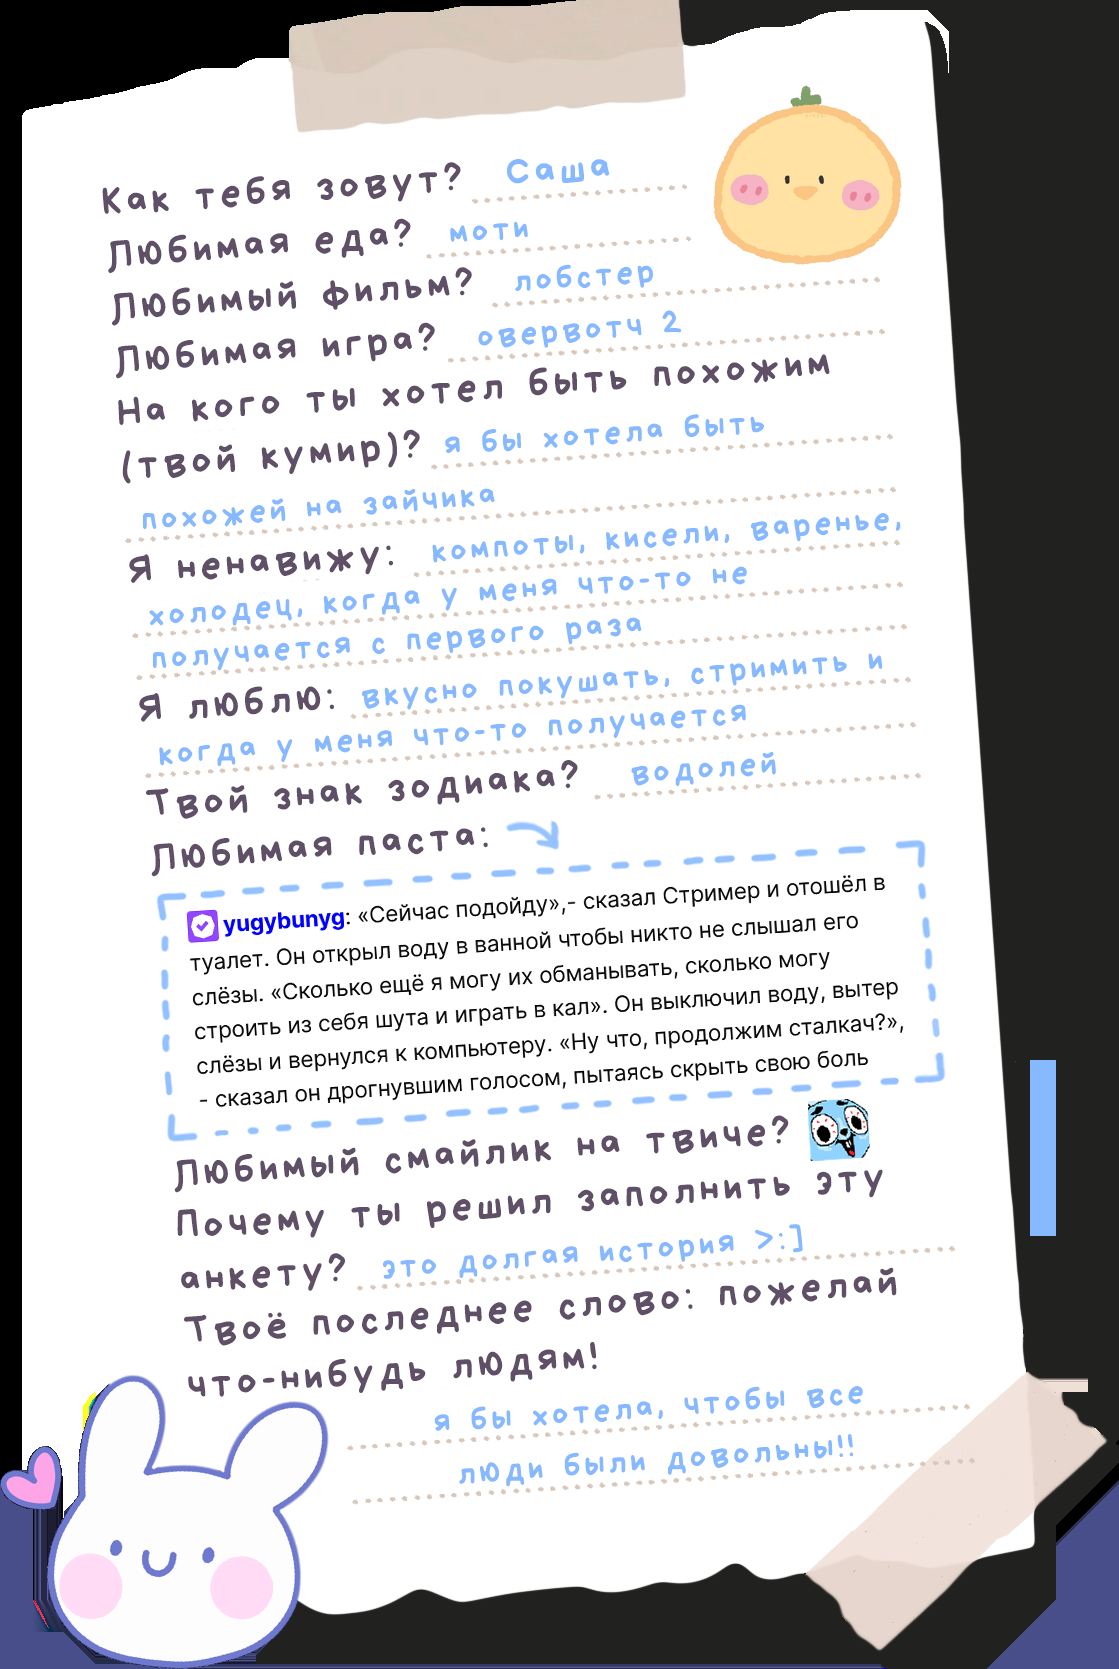 Как тебя зовут? Саша
Любимая еда? моти
Любимый фильм? лобстер
Любимая игра? овервотч 2
На кого ты хотел быть похожим
(твой кумир)? я бы хотела быть
похожей на зайчика
Я ненавижу: компоты, кисели, варенье,
холодец, когда у меня что-то не
получается с первого раза
Я люблю: вкусно покушать, стримить и
когда у меня что-то получается
Твой знак зодиака? водолей
Любимая паста:
yugybunyg: «Сейчас подойду»,- сказал Стример и отошёл в
туалет. Он открыл воду в ванной чтобы никто не слышал его
слёзы. «Сколько ещё я могу их обманывать, сколько могу
строить из себя шута и играть в кал». Он выключил воду, вытер
слёзы и вернулся к компьютеру. «Ну что, продолжим сталкач?»,
- сказал он дрогнувшим голосом, пытаясь скрыть свою боль
Любимый смайлик на твиче?
Почему ты решил заполнить эту
анкету? это долгая история >:]
Твоё последнее слово: пожелай
что-нибудь людям!
я бы хотела, чтобы все
люди были довольны!!